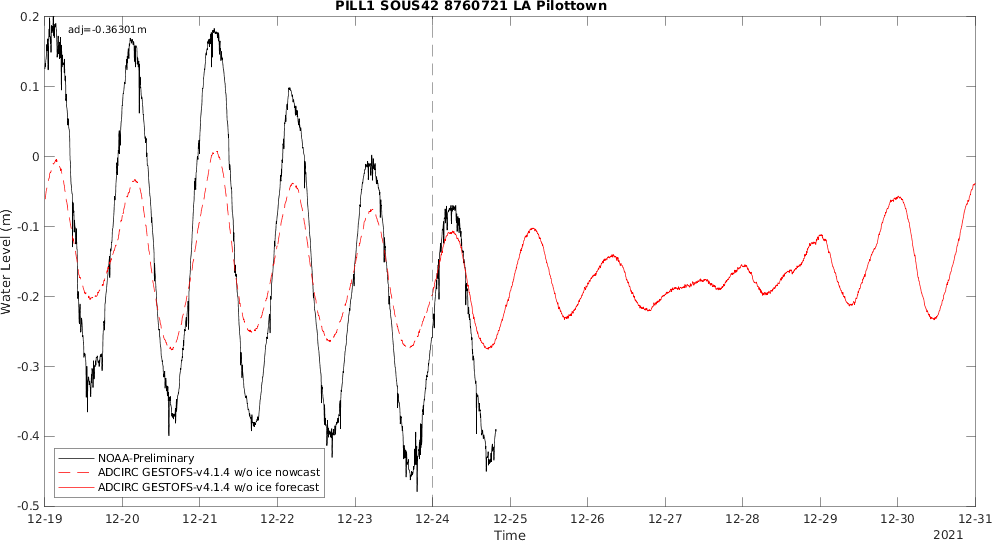 PILL1 SOUS42 8760721 LA Pilottown
adj=-0.36301m
0.2
0.1
0
-0.1
-0.2
-0.3
-0.4
-0.5
Water Level (m)
NOAA-Preliminary
ADCIRC GESTOFS-v4.1.4 w/o ice nowcast
ADCIRC GESTOFS-v4.1.4 w/o ice forecast
12-19 12-20 12-21 12-22 12-23 12-24 12-25 12-26 12-27 12-28 12-29 12-30 12-31
Time
2021